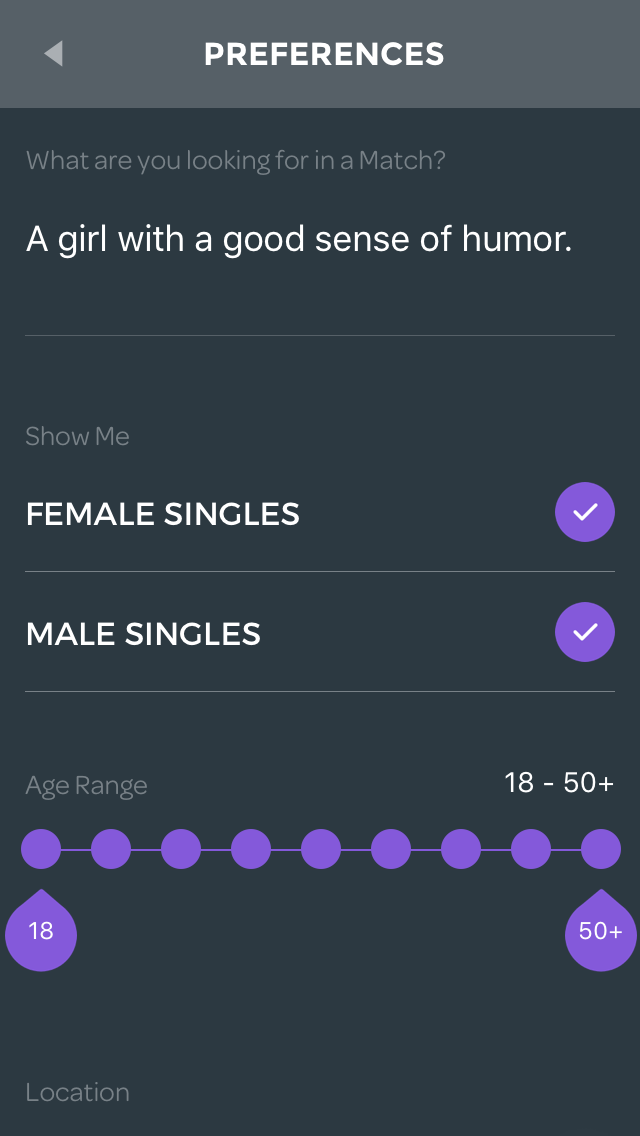 PREFERENCES
What are you looking for in a Match?
A girl with a good sense of humor.
Show Me
FEMALE SINGLES
MALE SINGLES
Age Range
18 - 50+
18
50+
Location